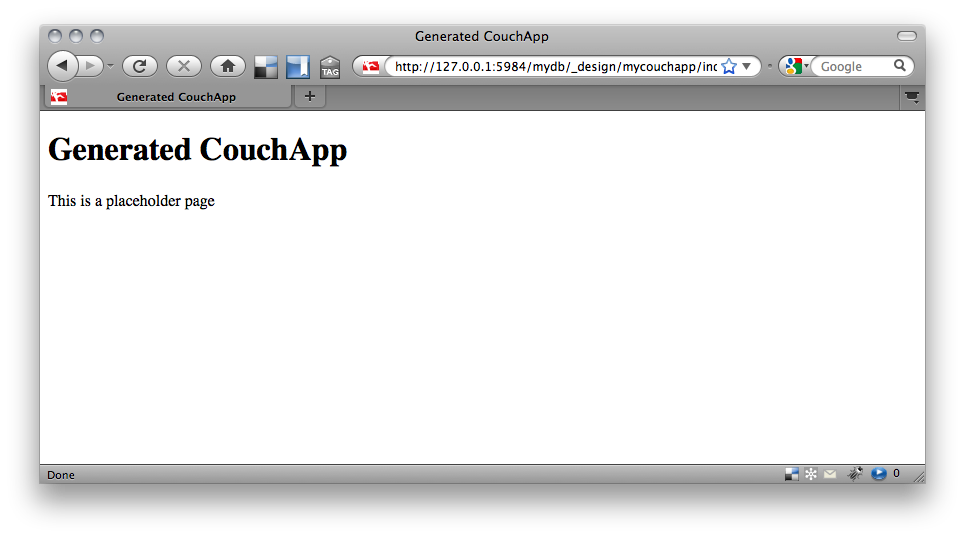 Generated CouchApp
TAG
http://127.0.0.1:5984/mydb/_design/mycouchapp/inc
Google
Generated CouchApp
+
Generated CouchApp
This is a placeholder page
Done
0